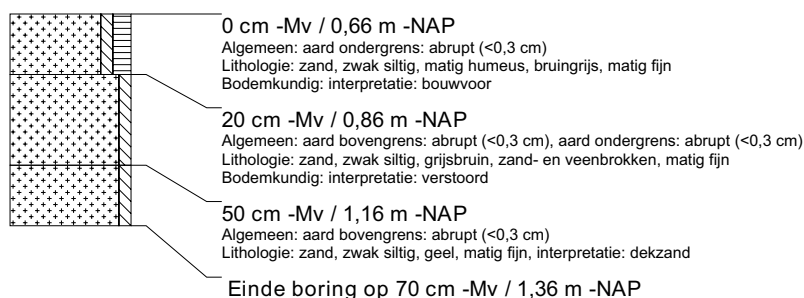 0 cm -Mv / 0,66 m -NAP
Algemeen: aard ondergrens: abrupt (<0,3 cm)
Lithologie: zand, zwak siltig, matig humeus, bruingrijs, matig fijn
Bodemkundig: interpretatie: bouwvoor
20 cm -Mv / 0,86 m -NAP
Algemeen: aard bovengrens: abrupt (<0,3 cm), aard ondergrens: abrupt (<0,3 cm)
Lithologie: zand, zwak siltig, grijsbruin, zand- en veenbrokken, matig fijn
Bodemkundig: interpretatie: verstoord
50 cm -Mv / 1,16 m -NAP
Algemeen: aard bovengrens: abrupt (<0,3 cm)
Lithologie: zand, zwak siltig, geel, matig fijn, interpretatie: dekzand
Einde boring op 70 cm -Mv / 1,36 m -NAP